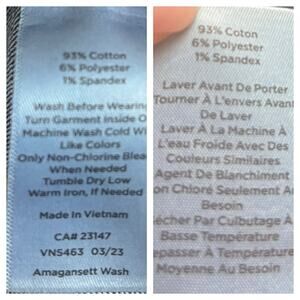 93% Cotton
6% Polyester
1% Spandex
Wash Before Wearing
Turn Garment Inside O
Machine Wash Cold Wi
Like Colors
Only Non-Chlorine Blea
When Needed
Tumble Dry Low
Warm Iron, If Needed
Made In Vietnam
CA# 23147
VN5463 03/23
Amagansett Wash
93% Coton
6% Polyester
1% Spandex
Laver Avant De Porter
Tourner À L'envers Avant
De Laver
Laver À La Machine À
L'eau Froide Avec Des
Couleurs Similaires
Agent De Blanchiment
on Chloré Seulement Au
Besoin
écher Par Culbutage À
Basse Température
epasser À Température
Moyenne Au Besoin